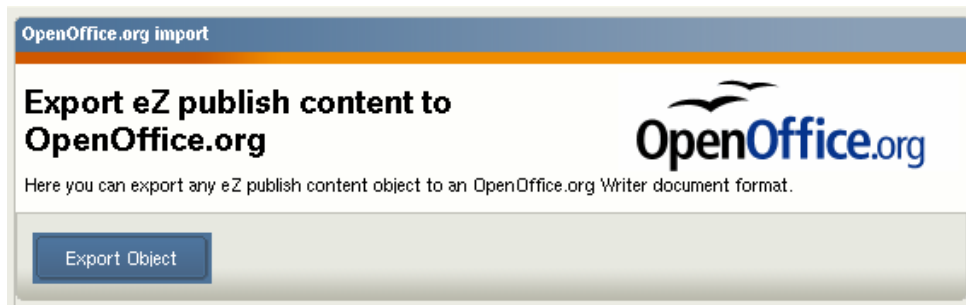 OpenOffice.org import
Export eZ publish content to
OpenOffice.org
OpenOffice.org
Here you can export any eZ publish content object to an OpenOffice.org Writer document format.
Export Object